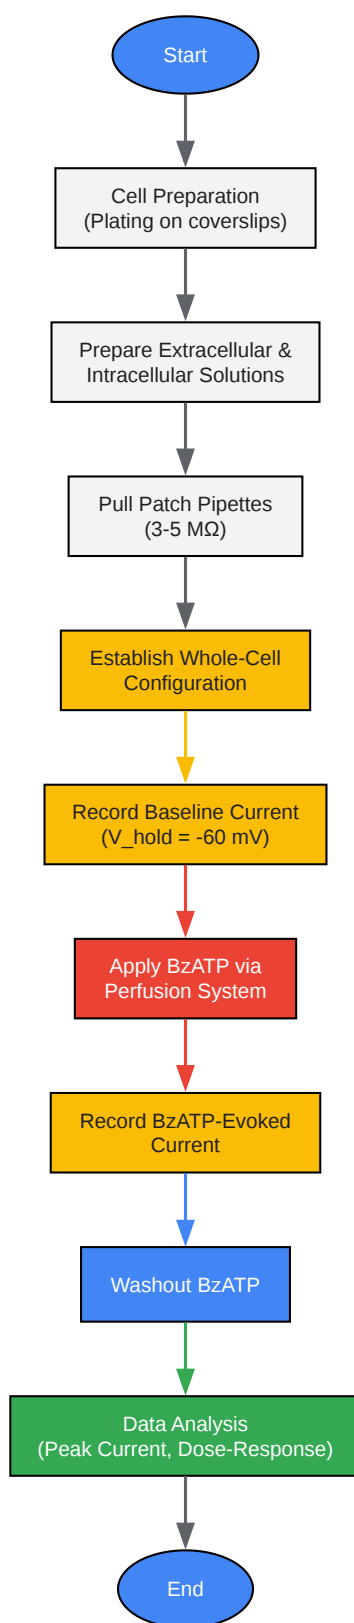 Start
Cell Preparation
(Plating on coverslips)
Prepare Extracellular &
Intracellular Solutions
Pull Patch Pipettes
(3-5 MΩ)
Establish Whole-Cell
Configuration
Record Baseline Current
(V_hold = -60 mV)
Apply BzATP via
Perfusion System
Record BzATP-Evoked
Current
Washout BzATP
Data Analysis
(Peak Current, Dose-Response)
End